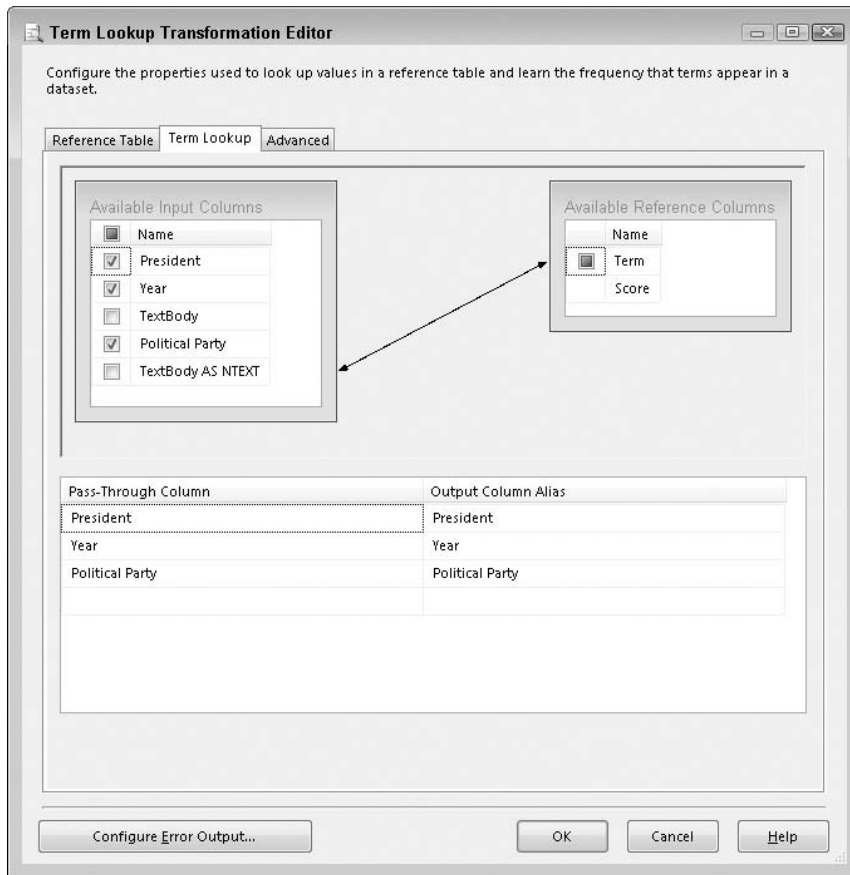 Term Lookup Transformation Editor
Configure the properties used to look up values in a reference table and learn the frequency that terms appear in a
dataset.
Reference Table Term Lookup Advanced
Available Input Columns
Name
President
Year
TextBody
Political Party
TextBody AS NTEXT
Available Reference Columns
Name
Term
Score
Pass-Through Column Output Column Alias
President President
Year Year
Political Party Political Party
Configure Error Output... OK Cancel Help